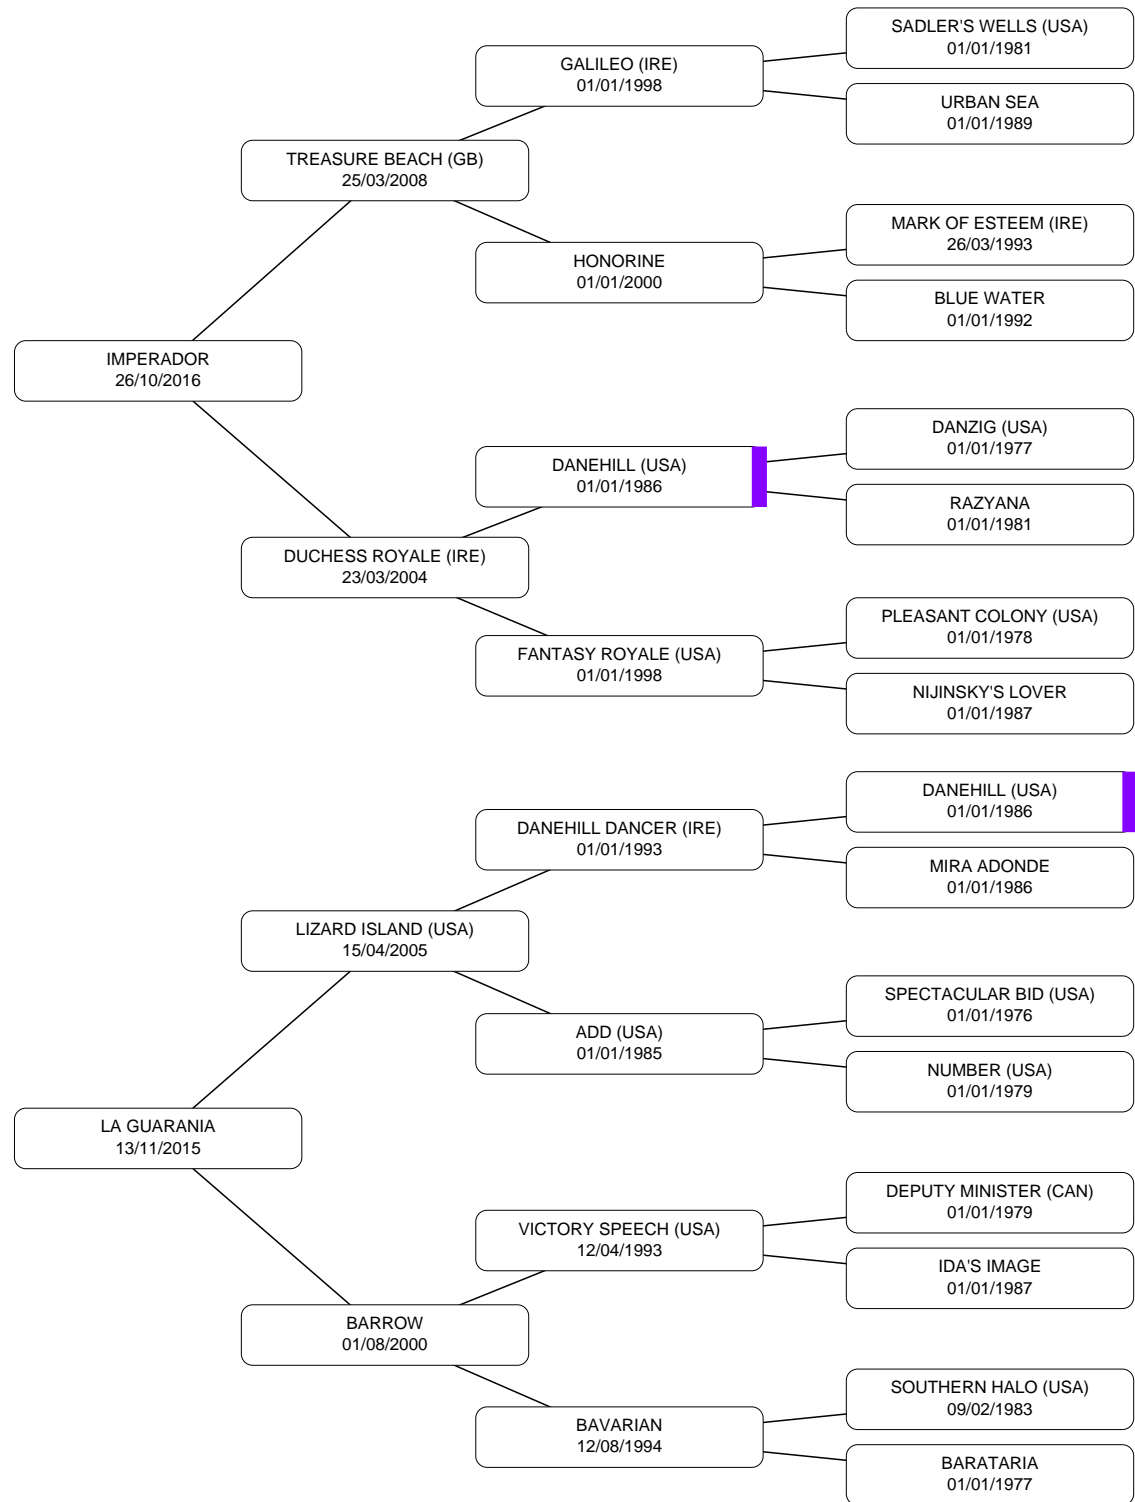 SADLER'S WELLS (USA)
01/01/1981
GALILEO (IRE)
01/01/1998
URBAN SEA
01/01/1989
TREASURE BEACH (GB)
25/03/2008
MARK OF ESTEEM (IRE)
26/03/1993
HONORINE
01/01/2000
BLUE WATER
01/01/1992
IMPERADOR
26/10/2016
DANZIG (USA)
01/01/1977
DANEHILL (USA)
01/01/1986
RAZYANA
01/01/1981
DUCHESS ROYALE (IRE)
23/03/2004
PLEASANT COLONY (USA)
01/01/1978
FANTASY ROYALE (USA)
01/01/1998
NIJINSKY'S LOVER
01/01/1987
DANEHILL (USA)
01/01/1986
DANEHILL DANCER (IRE)
01/01/1993
MIRA ADONDE
01/01/1986
LIZARD ISLAND (USA)
15/04/2005
SPECTACULAR BID (USA)
01/01/1976
ADD (USA)
01/01/1985
NUMBER (USA)
01/01/1979
LA GUARANIA
13/11/2015
DEPUTY MINISTER (CAN)
01/01/1979
VICTORY SPEECH (USA)
12/04/1993
IDA'S IMAGE
01/01/1987
BARROW
01/08/2000
SOUTHERN HALO (USA)
09/02/1983
BAVARIAN
12/08/1994
BARATARIA
01/01/1977